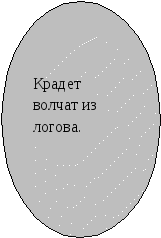 Крадет
волчат из
логова.